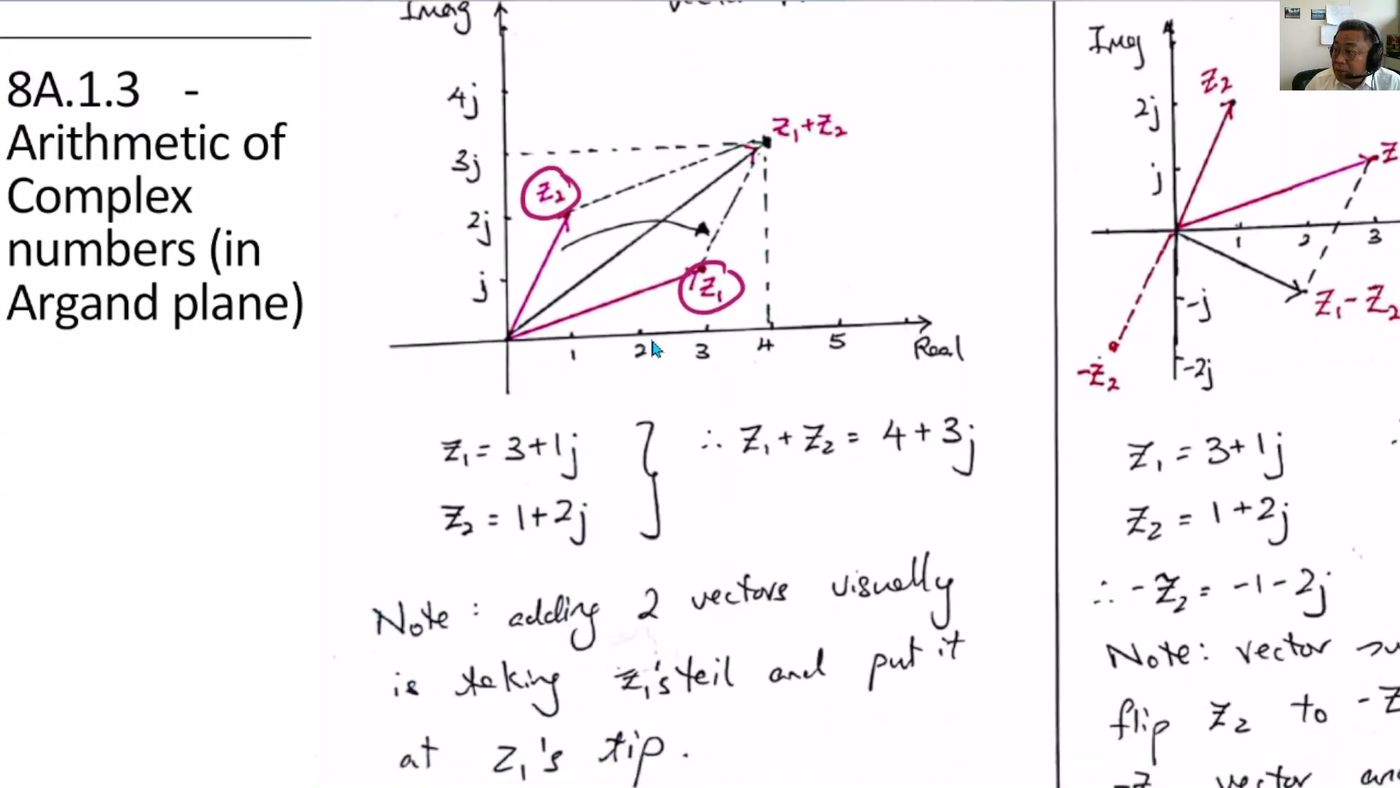 8A.1.3 -
Arithmetic of
Complex
numbers (in
Argand plane)
Imag
4j
3j
2j
j
Z₂
Z₁+Z₂
Z₁
1 2 3 4 5 Real
Z₁ = 3+1j
Z₂ = 1+2j
∴ Z₁ + Z₂ = 4+3j
Note: adding 2 vectors visually
is taking Z₁'s teil and put it
at Z₁'s tip.
Imag
2j
j
Z₂
Z
1 2 3
-j
-2j
Z₁-Z₂
-Z₂
Z₁ = 3+1j
Z₂ = 1+2j
∴ -Z₂ = -1-2j
Note: vector
flip Z₂ to -Z
-Z vector and